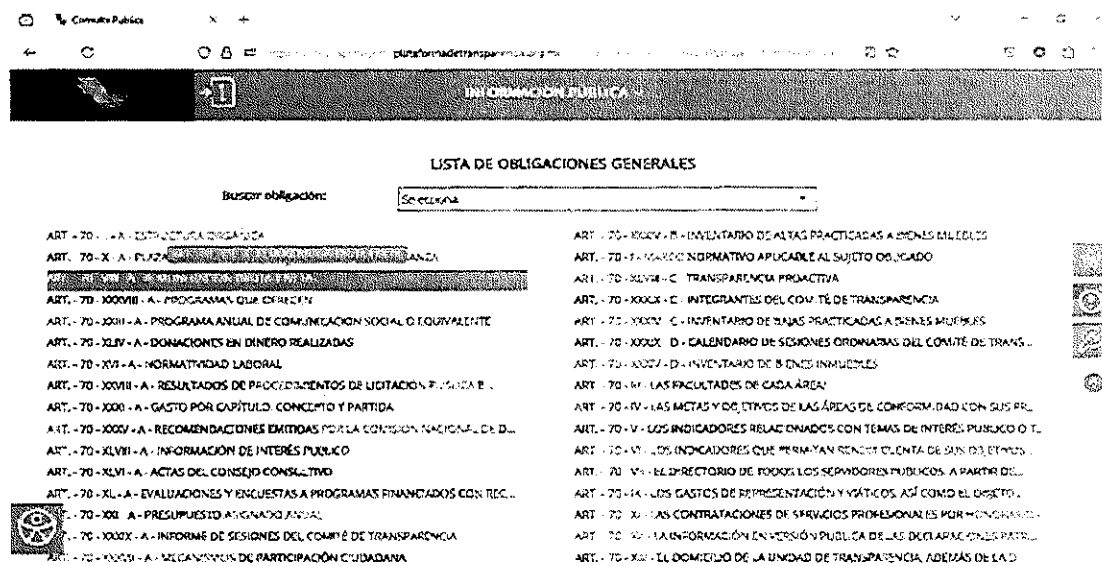 Consulta Pública
plataformadetransparencia.org.mx
INFORMACIÓN PÚBLICA
LISTA DE OBLIGACIONES GENERALES
Buscar obligación:
Selecciona
ART. - 70 - - A - ESTRUCTURA ORGÁNICA
ART. - 70 - X - A - PLAZA
ART. - 70 - XXXVIII - A - PROGRAMAS QUE OFRECEN
ART. - 70 - XXIII - A - PROGRAMA ANUAL DE COMUNICACIÓN SOCIAL O EQUIVALENTE
ART. - 70 - XLIV - A - DONACIONES EN DINERO REALIZADAS
ART. - 70 - XVI - A - NORMATIVIDAD LABORAL
ART. - 70 - XXVIII - A - RESULTADOS DE PROCEDIMIENTOS DE LICITACIÓN PÚBLICA E...
ART. - 70 - XXXI - A - GASTO POR CAPÍTULO, CONCEPTO Y PARTIDA
ART. - 70 - XXXV - A - RECOMENDACIONES EMITIDAS POR LA COMISIÓN NACIONAL DE D...
ART. - 70 - XLVIII - A - INFORMACIÓN DE INTERÉS PÚBLICO
ART. - 70 - XLVI - A - ACTAS DEL CONSEJO CONSULTIVO
ART. - 70 - XL - A - EVALUACIONES Y ENCUESTAS A PROGRAMAS FINANCIADOS CON REC...
- 70 - XXI A - PRESUPUESTO ASIGNADO ANUAL
- 70 - XXXIX - A - INFORME DE SESIONES DEL COMITÉ DE TRANSPARENCIA
ART. - 70 - XXXVII - A - MECANISMOS DE PARTICIPACIÓN CIUDADANA
ART. - 70 - XXXIV - B - INVENTARIO DE ALTAS PRACTICADAS A BIENES MUEBLES
ART. - 70 - I - MARCO NORMATIVO APLICABLE AL SUJETO OBLIGADO
ART. - 70 - XLVIII - C - TRANSPARENCIA PROACTIVA
ART. - 70 - XXXIX - C - INTEGRANTES DEL COMITÉ DE TRANSPARENCIA
ART. - 70 - XXXIV - C - INVENTARIO DE BAJAS PRACTICADAS A BIENES MUEBLES
ART. - 70 - XXXIX - D - CALENDARIO DE SESIONES ORDINARIAS DEL COMITÉ DE TRANS...
ART. - 70 - XXXIV - D - INVENTARIO DE BIENES INMUEBLES
ART. - 70 - III - LAS FACULTADES DE CADA ÁREA
ART. - 70 - IV - LAS METAS Y OBJETIVOS DE LAS ÁREAS DE CONFORMIDAD CON SUS PR...
ART. - 70 - V - LOS INDICADORES RELACIONADOS CON TEMAS DE INTERÉS PÚBLICO O T...
ART. - 70 - VI - LOS INDICADORES QUE PERMITAN RENDIR CUENTA DE SUS OBJETIVOS...
ART. - 70 - VII - EL DIRECTORIO DE TODOS LOS SERVIDORES PÚBLICOS, A PARTIR DE...
ART. - 70 - IX - LOS GASTOS DE REPRESENTACIÓN Y VIÁTICOS, ASÍ COMO EL OBJETO...
ART. - 70 - XI - LAS CONTRATACIONES DE SERVICIOS PROFESIONALES POR HONORARIOS...
ART. - 70 - XII - LA INFORMACIÓN EN VERSIÓN PÚBLICA DE LAS DECLARACIONES PATR...
ART. - 70 - XIII - EL DOMICILIO DE LA UNIDAD DE TRANSPARENCIA, ADEMÁS DE LA D